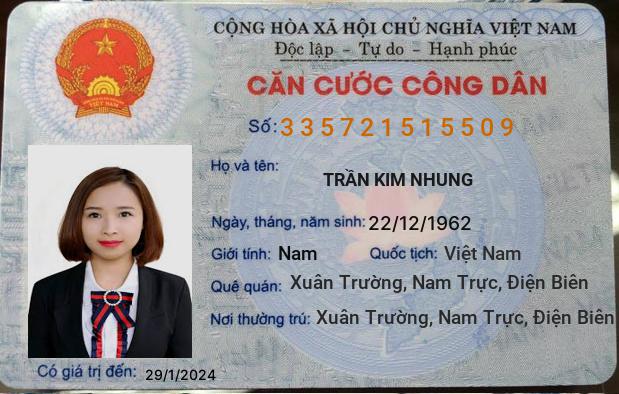 CỘNG HÒA XÃ HỘI CHỦ NGHĨA VIỆT NAM
Độc lập - Tự do - Hạnh phúc
CĂN CƯỚC CÔNG DÂN
Số: 335721515509
Họ và tên:
TRẦN KIM NHUNG
Ngày, tháng, năm sinh: 22/12/1962
Giới tính: Nam Quốc tịch: Việt Nam
Quê quán: Xuân Trường, Nam Trực, Điện Biên
Nơi thường trú: Xuân Trường, Nam Trực, Điện Biên
Có giá trị đến: 29/1/2024
VIỆT NAM